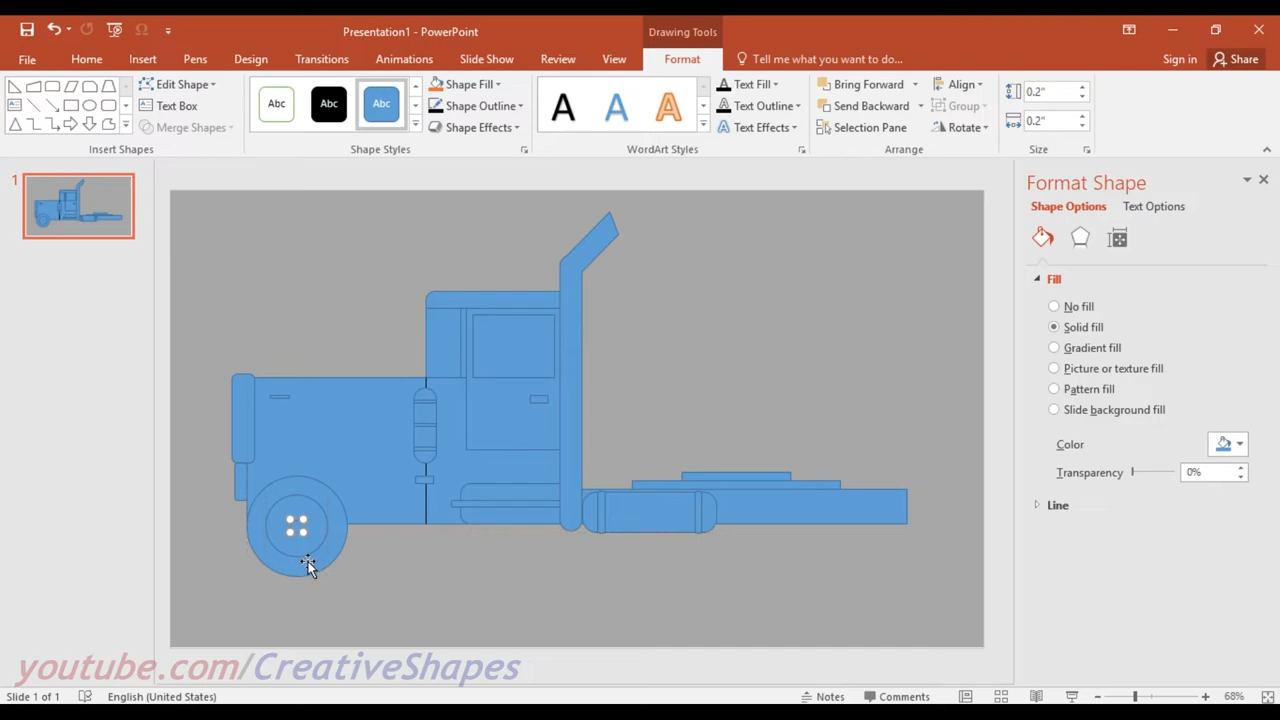 Presentation1 - PowerPoint
Drawing Tools
File
Home
Insert
Pens
Design
Transitions
Animations
Slide Show
Review
View
Format
Tell me what you want to do...
Sign in
Share
Edit Shape
Text Box
Merge Shapes
Insert Shapes
Abc
Abc
Abc
Shape Fill
Shape Outline
Shape Effects
Shape Styles
A
A
A
Text Fill
Text Outline
Text Effects
WordArt Styles
Bring Forward
Send Backward
Selection Pane
Align
Group
Rotate
Arrange
0.2"
0.2"
Size
1
Format Shape
Shape Options
Text Options
Fill
No fill
Solid fill
Gradient fill
Picture or texture fill
Pattern fill
Slide background fill
Color
Transparency
0%
Line
youtube.com/CreativeShapes
Slide 1 of 1
English (United States)
Notes
Comments
68%